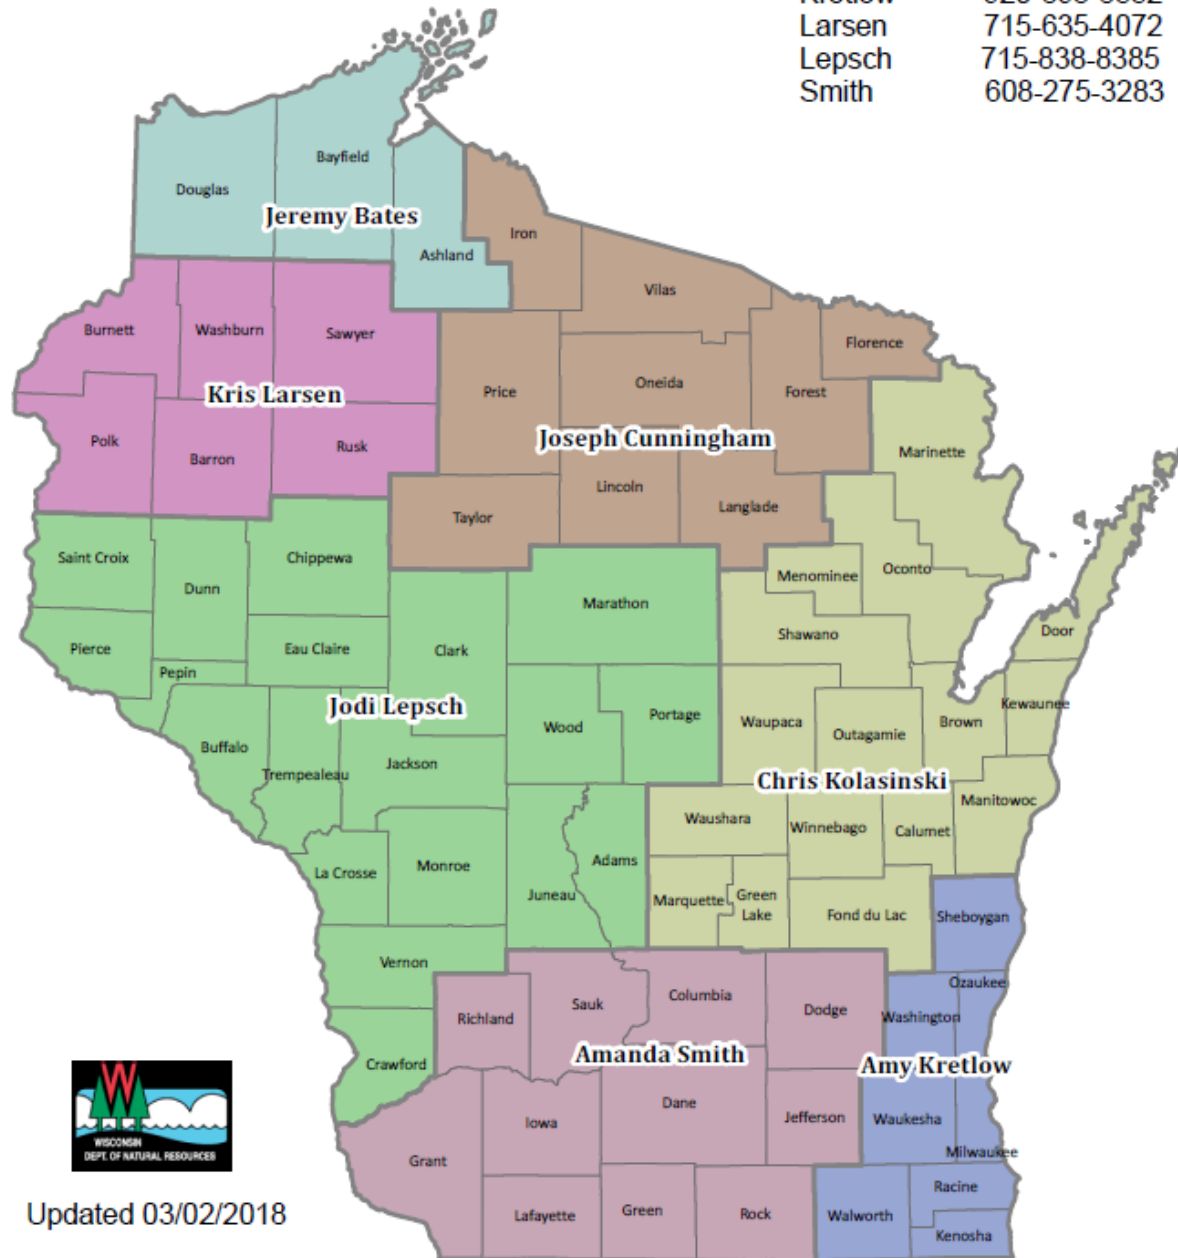 Larsen 715-635-4072
Lepsch 715-838-8385
Smith 608-275-3283
Bayfield
Douglas
Jeremy Bates
Iron
Ashland
Vilas
Burnett
Washburn
Sawyer
Florence
Price
Oneida
Forest
Kris Larsen
Joseph Cunningham
Polk
Barron
Rusk
Marinette
Lincoln
Langlade
Taylor
Saint Croix
Chippewa
Dunn
Menominee
Oconto
Marathon
Door
Shawano
Pierce
Eau Claire
Clark
Pepin
Jodi Lepsch
Kewaunee
Portage
Wood
Waupaca
Brown
Outagamie
Buffalo
Trempealeau
Jackson
Chris Kolasinski
Manitowoc
Waushara
Winnebago
Calumet
Adams
Monroe
La Crosse
Juneau
Marquette
Green
Lake
Fond du Lac
Sheboygan
Vernon
Ozaukee
Columbia
Sauk
Dodge
Richland
Washington
Amanda Smith
Amy Kretlow
Crawford
Dane
Jefferson
Iowa
Waukesha
Milwaukee
Grant
Racine
Lafayette
Green
Rock
Walworth
Kenosha
W
WISCONSIN
DEPT. OF NATURAL RESOURCES
Updated 03/02/2018